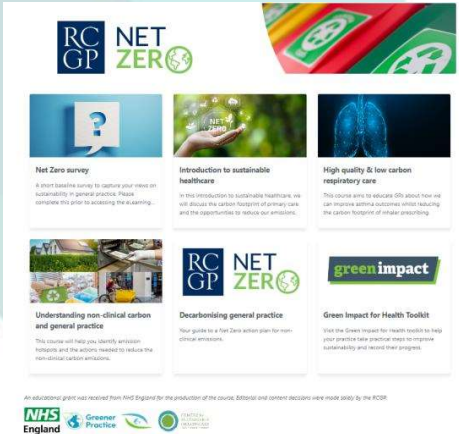 RC
GP
NET
ZERO
?
NET
ZERO
Net Zero survey
A short baseline survey to capture your views on
sustainability in general practice. Please
complete this prior to accessing the eLearning...
Introduction to sustainable
healthcare
In this introduction to sustainable healthcare, we
will discuss the carbon footprint of primary care
and the opportunities to reduce our emissions.
High quality & low carbon
respiratory care
This course aims to educate GPs about how we
can improve asthma outcomes whilst reducing
the carbon footprint of inhaler prescribing.
RC
GP
NET
ZERO
green impact
Understanding non-clinical carbon
and general practice
This course will help you identify emission
hotspots and the actions needed to reduce the
non-clinical carbon emissions.
Decarbonising general practice
Your guide to a Net Zero action plan for non-
clinical emissions.
Green Impact for Health Toolkit
Visit the Green Impact for Health toolkit to help
your practice take practical steps to improve
sustainability and record their progress.
An educational grant was received from NHS England for the production of the course; Editorial and content decisions were made solely by the RCGP.
NHS
England
Greener
Practice